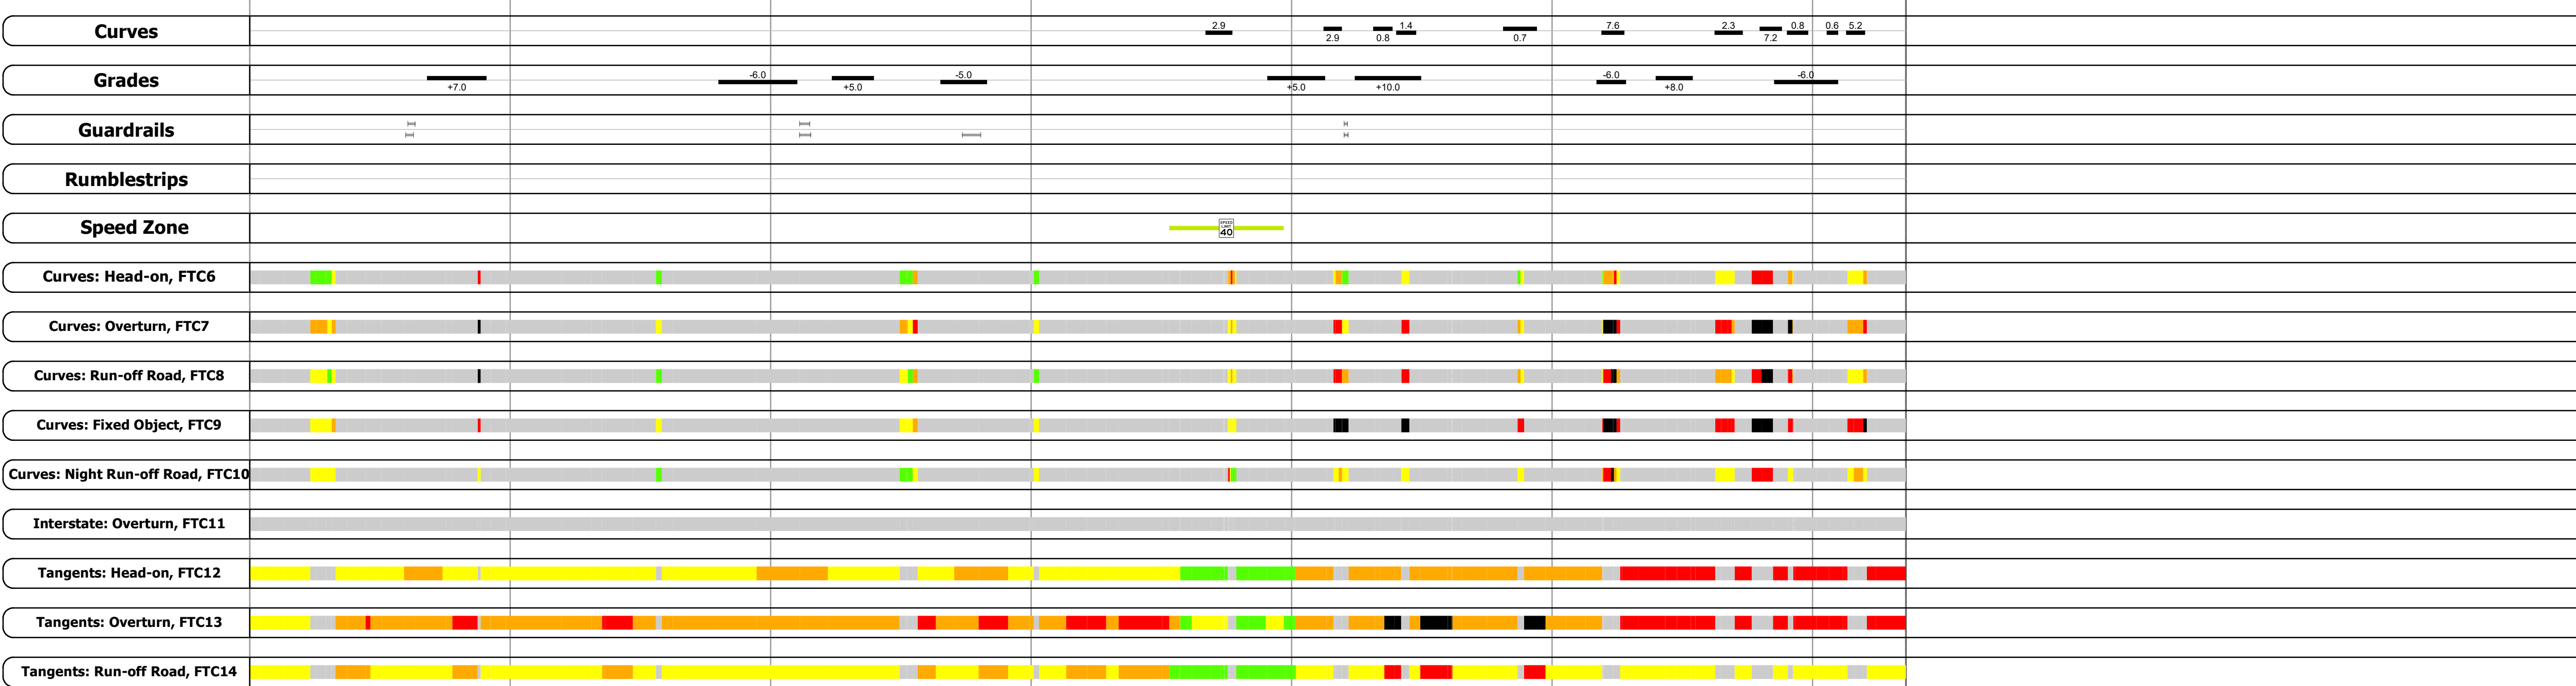 Curves
2.9
2.9
0.8
1.4
0.7
7.6
2.3
7.2
0.8
0.6
5.2
Grades
+7.0
-6.0
+5.0
-5.0
+5.0
+10.0
-6.0
+8.0
-6.0
Guardrails
Rumblestrips
Speed Zone
SPEED
LIMIT
40
Curves: Head-on, FTC6
Curves: Overturn, FTC7
Curves: Run-off Road, FTC8
Curves: Fixed Object, FTC9
Curves: Night Run-off Road, FTC10
Interstate: Overturn, FTC11
Tangents: Head-on, FTC12
Tangents: Overturn, FTC13
Tangents: Run-off Road, FTC14